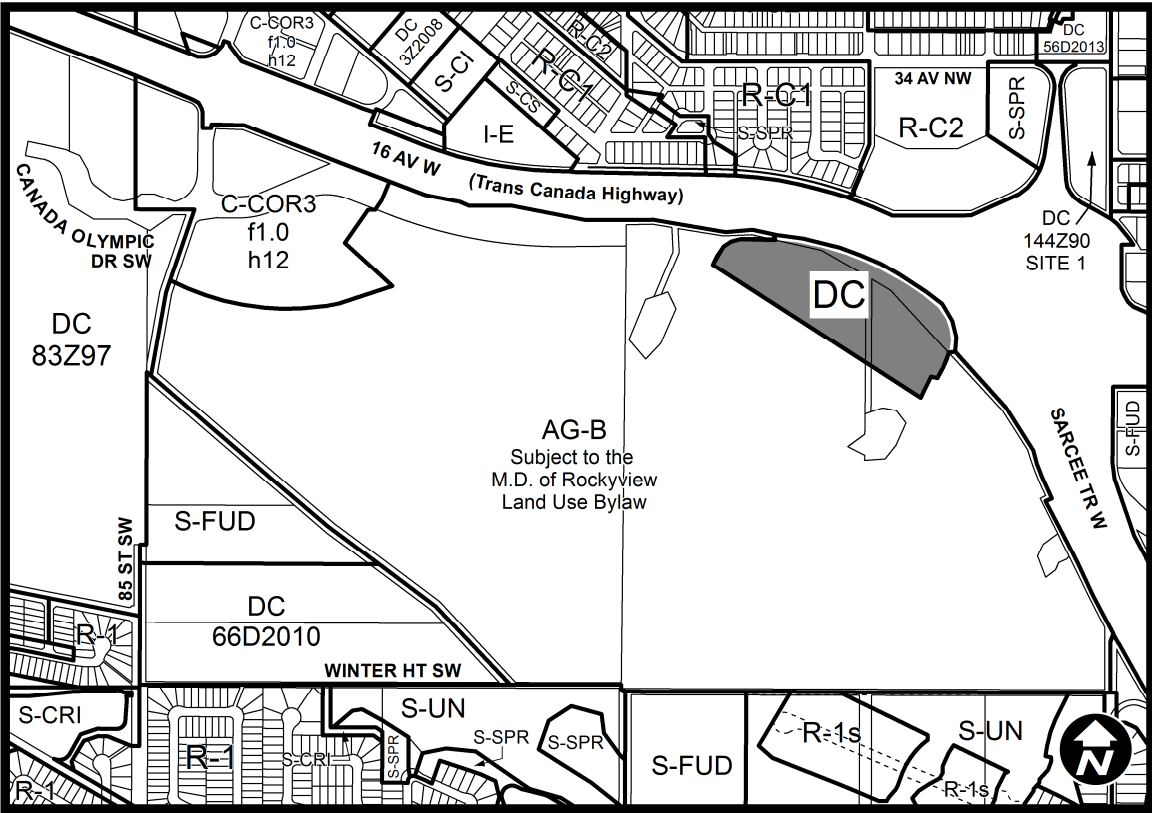 C-COR3
f1.0
h12
DC
3Z2008
S-CI
R-C2
R-C1
S-CS
I-E
R-C1
S-SPR
34 AV NW
R-C2
S-SPR
DC
56D2013
DC
144Z90
SITE 1
16 AV W
(Trans Canada Highway)
CANADA OLYMPIC
DR SW
C-COR3
f1.0
h12
DC
DC
83Z97
AG-B
Subject to the
M.D. of Rockyview
Land Use Bylaw
S-FUD
SARCEE TR W
S-FUD
85 ST SW
DC
66D2010
R-1
WINTER HT SW
S-CRI
R-1
R-1
S-CRI
S-SPR
S-UN
S-SPR
S-SPR
S-FUD
R-1s
S-UN
R-1s
N